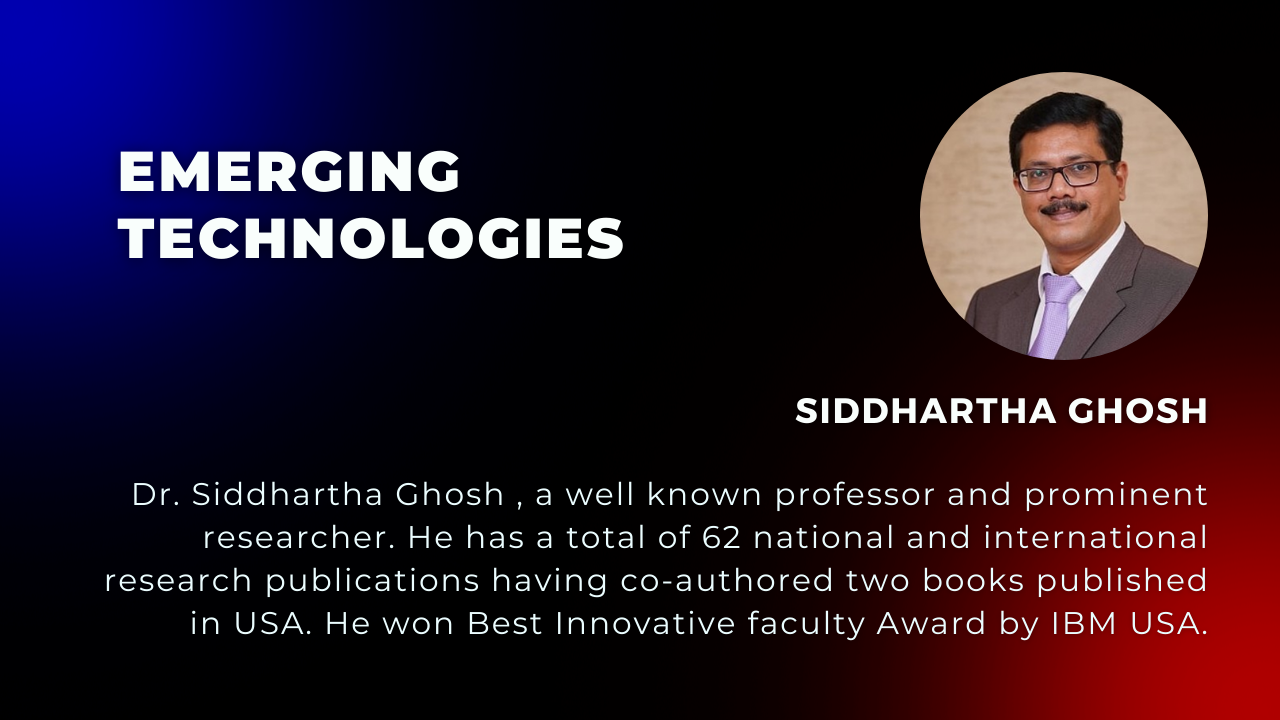 EMERGING
TECHNOLOGIES
SIDDHARTHA GHOSH
Dr. Siddhartha Ghosh , a well known professor and prominent
researcher. He has a total of 62 national and international
research publications having co-authored two books published
in USA. He won Best Innovative faculty Award by IBM USA.